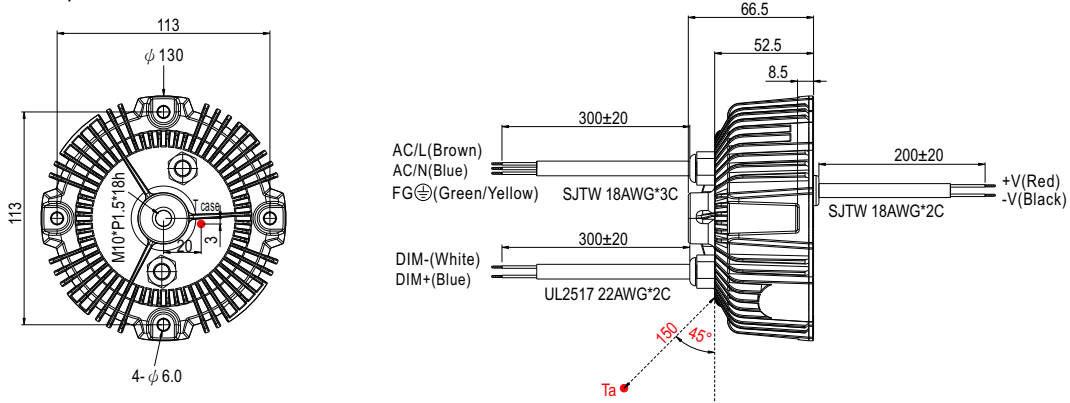 113
φ 130
113
M10*P1.5*18h
T case
20
3
4- φ 6.0
66.5
52.5
8.5
300±20
AC/L(Brown)
AC/N(Blue)
FG⏚(Green/Yellow)
SJTW 18AWG*3C
200±20
+V(Red)
-V(Black)
SJTW 18AWG*2C
300±20
DIM-(White)
DIM+(Blue)
UL2517 22AWG*2C
150
45°
Ta